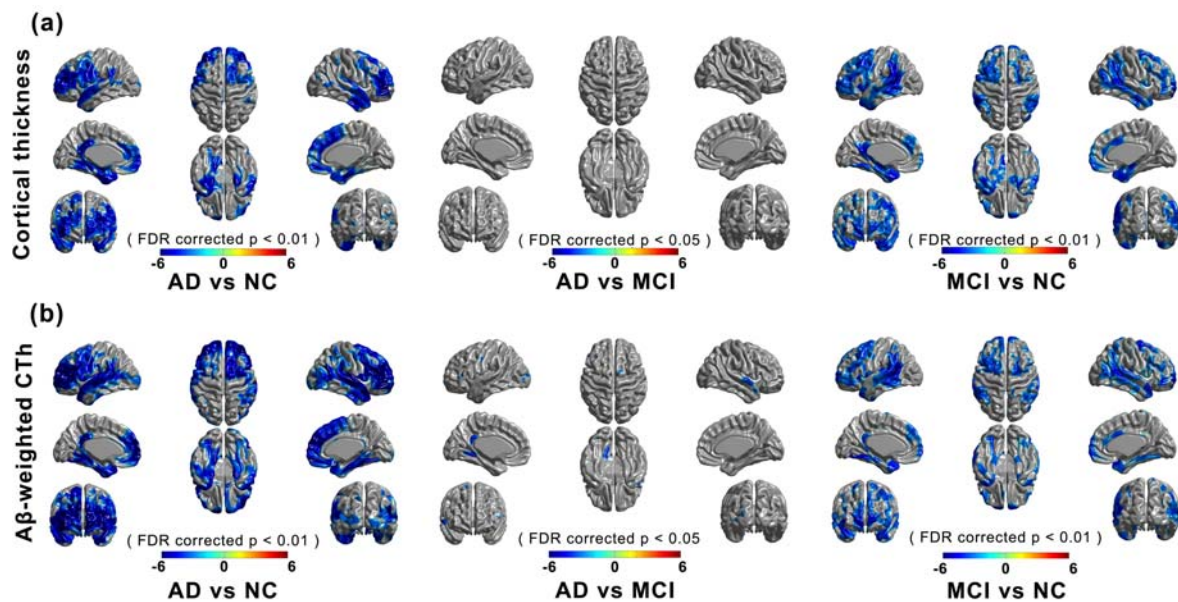 (a)
Cortical thickness
( FDR corrected p < 0.01 )
-6 0 6
AD vs NC
( FDR corrected p < 0.05 )
-6 0 6
AD vs MCI
( FDR corrected p < 0.01 )
-6 0 6
MCI vs NC
(b)
Aβ-weighted CTh
( FDR corrected p < 0.01 )
-6 0 6
AD vs NC
( FDR corrected p < 0.05
-6 0 6
AD vs MCI
( FDR corrected p < 0.01 )
-6 0 6
MCI vs NC